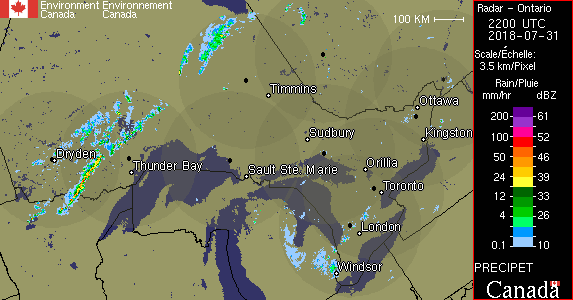 Environment Environnement
Canada Canada
100 KM
Timmins
Ottawa
Sudbury
Kingston
Dryden
Thunder Bay
Sault Ste. Marie
Orillia
Toronto
London
Windsor
Radar - Ontario
2200 UTC
2018-07-31
Scale/Échelle:
3.5 km/Pixel
Rain/Pluie
mm/hr dBZ
200 61
100 52
50 46
24 39
12 33
4 26
0.1 10
PRECIPET
Canada